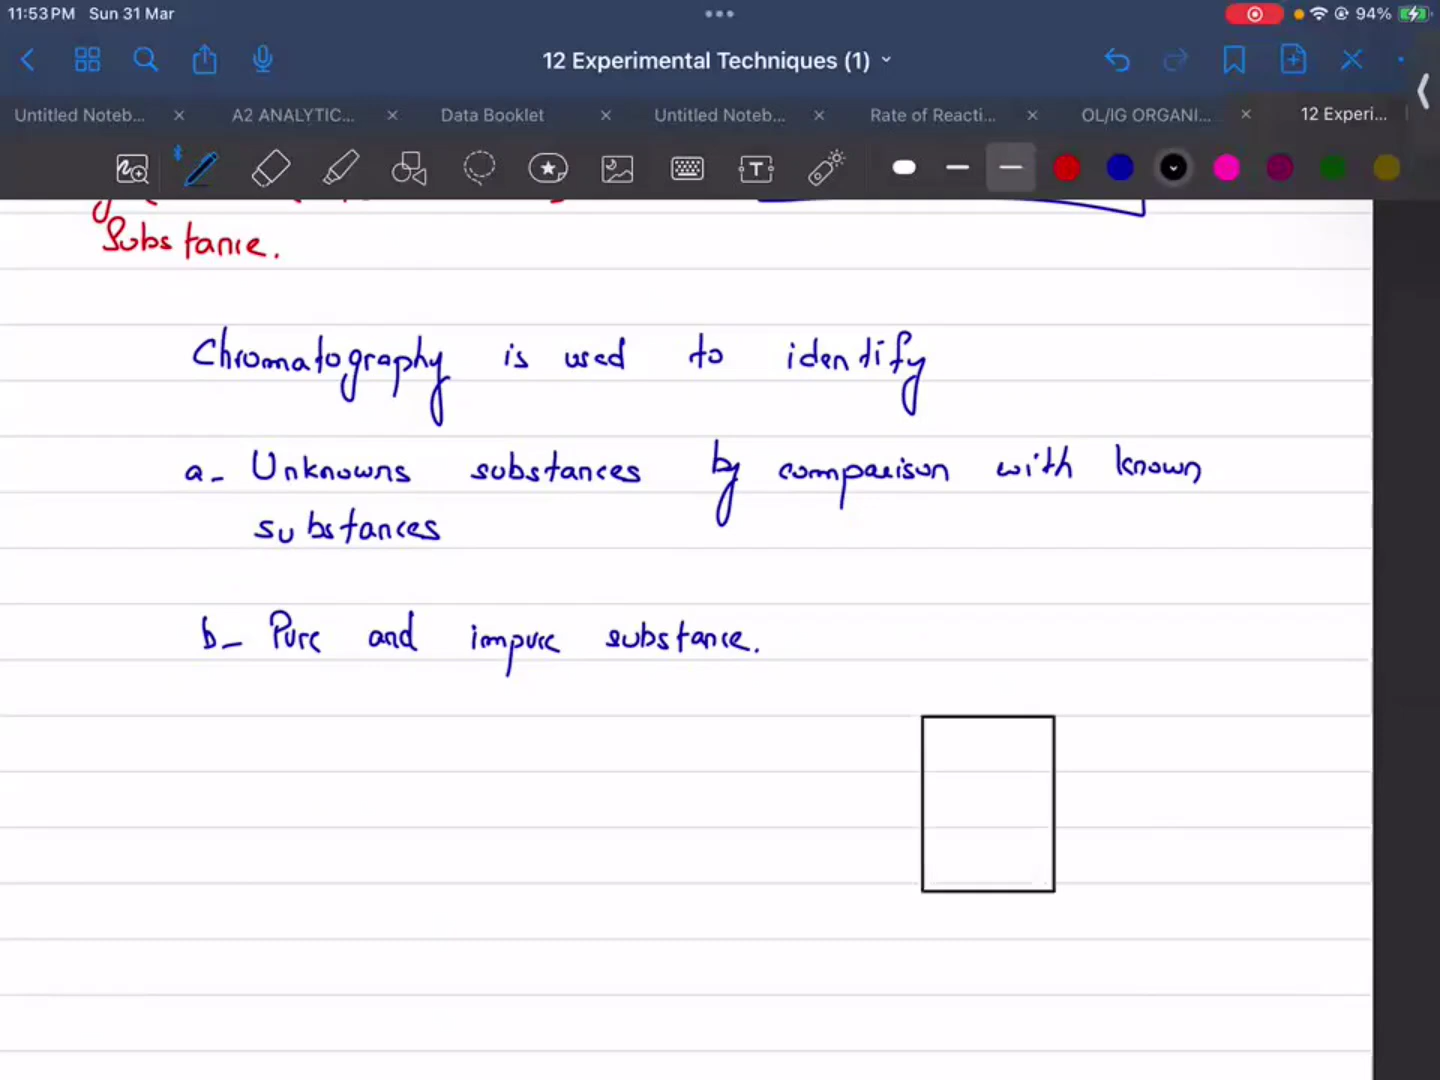 11:53 PM Sun 31 Mar
94%
12 Experimental Techniques (1)
Untitled Noteb...
A2 ANALYTIC...
Data Booklet
Untitled Noteb...
Rate of Reacti...
OL/IG ORGANI...
12 Experi...
Substance.
Chromatography is used to identify
a- Unknowns substances by comparison with known
substances
b- Pure and impure substance.